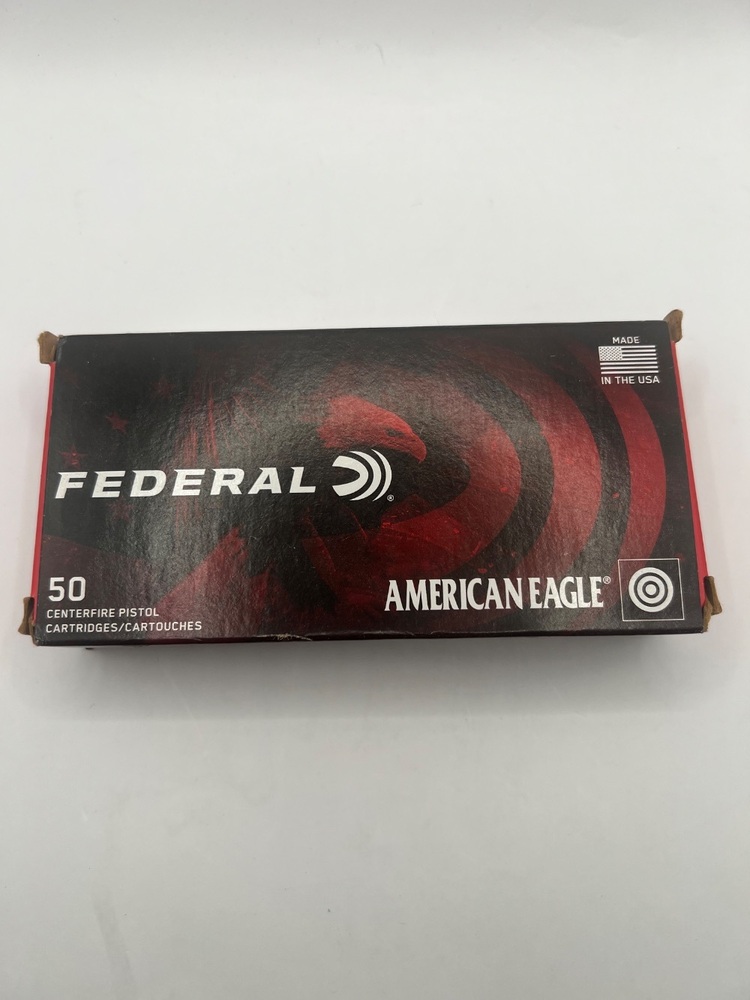 MADE
IN THE USA
FEDERAL®
50
CENTERFIRE PISTOL
CARTRIDGES/CARTOUCHES
AMERICAN EAGLE®